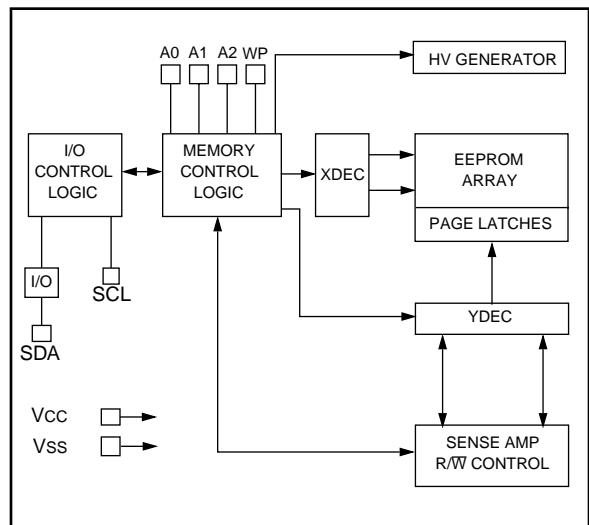 A0 A1 A2 WP
HV GENERATOR
I/O
CONTROL
LOGIC
MEMORY
CONTROL
LOGIC
XDEC
EEPROM
ARRAY
PAGE LATCHES
I/O
SCL
SDA
YDEC
VCC
VSS
SENSE AMP
R/W̅ CONTROL